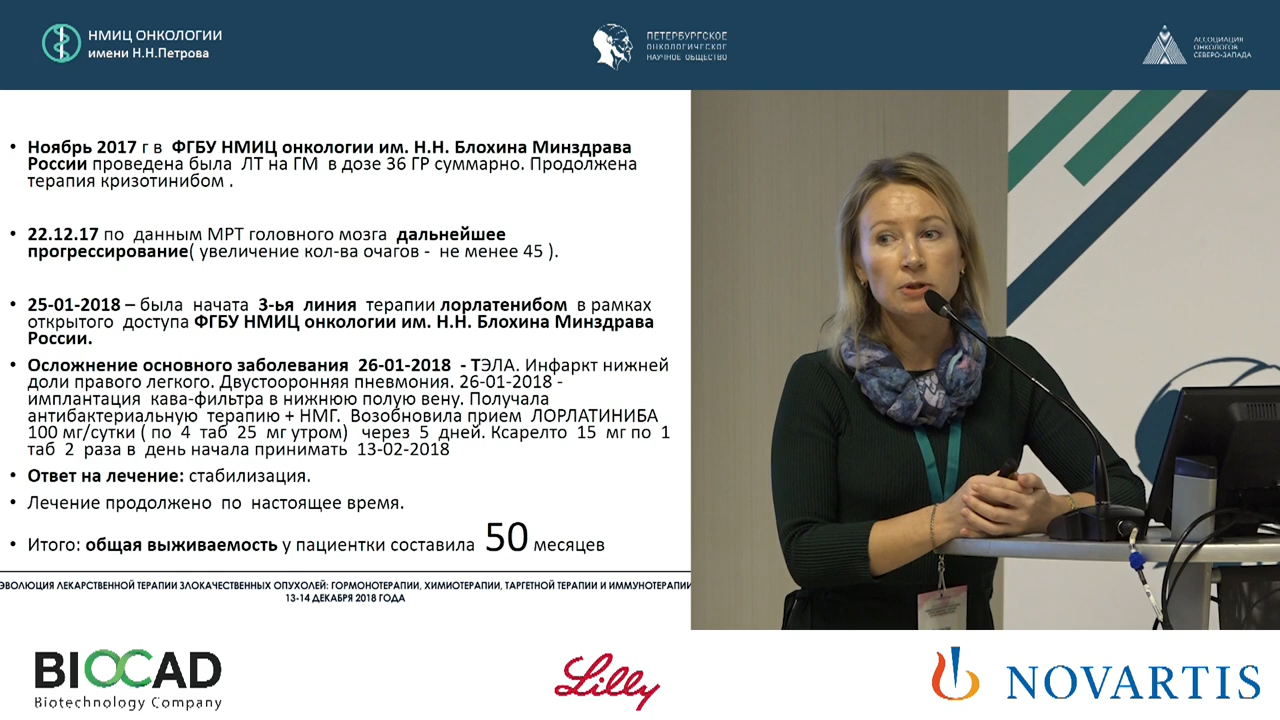 НМИЦ ОНКОЛОГИИ
имени Н.Н.Петрова
ПЕТЕРБУРГСКОЕ
ОНКОЛОГИЧЕСКОЕ
НАУЧНОЕ ОБЩЕСТВО
АССОЦИАЦИЯ
ОНКОЛОГОВ
СЕВЕРО-ЗАПАДА
• Ноябрь 2017 г в ФГБУ НМИЦ онкологии им. Н.Н. Блохина Минздрава
России проведена была ЛТ на ГМ в дозе 36 ГР суммарно. Продолжена
терапия кризотинибом .
• 22.12.17 по данным МРТ головного мозга дальнейшее
прогрессирование( увеличение кол-ва очагов - не менее 45 ).
• 25-01-2018 – была начата 3-ья линия терапии лорлатенибом в рамках
открытого доступа ФГБУ НМИЦ онкологии им. Н.Н. Блохина Минздрава
России.
• Осложнение основного заболевания 26-01-2018 - ТЭЛА. Инфаркт нижней
доли правого легкого. Двустооронняя пневмония. 26-01-2018 -
имплантация кава-фильтра в нижнюю полую вену. Получала
антибактериальную терапию + НМГ. Возобновила прием ЛОРЛАТИНИБА
100 мг/сутки ( по 4 таб 25 мг утром) через 5 дней. Ксарелто 15 мг по 1
таб 2 раза в день начала принимать 13-02-2018
• Ответ на лечение: стабилизация.
• Лечение продолжено по настоящее время.
• Итого: общая выживаемость у пациентки составила 50 месяцев
ЭВОЛЮЦИЯ ЛЕКАРСТВЕННОЙ ТЕРАПИИ ЗЛОКАЧЕСТВЕННЫХ ОПУХОЛЕЙ: ГОРМОНОТЕРАПИИ, ХИМИОТЕРАПИИ, ТАРГЕТНОЙ ТЕРАПИИ И ИММУНОТЕРАПИИ
13-14 ДЕКАБРЯ 2018 ГОДА
BIOCAD
Biotechnology Company
Lilly
NOVARTIS